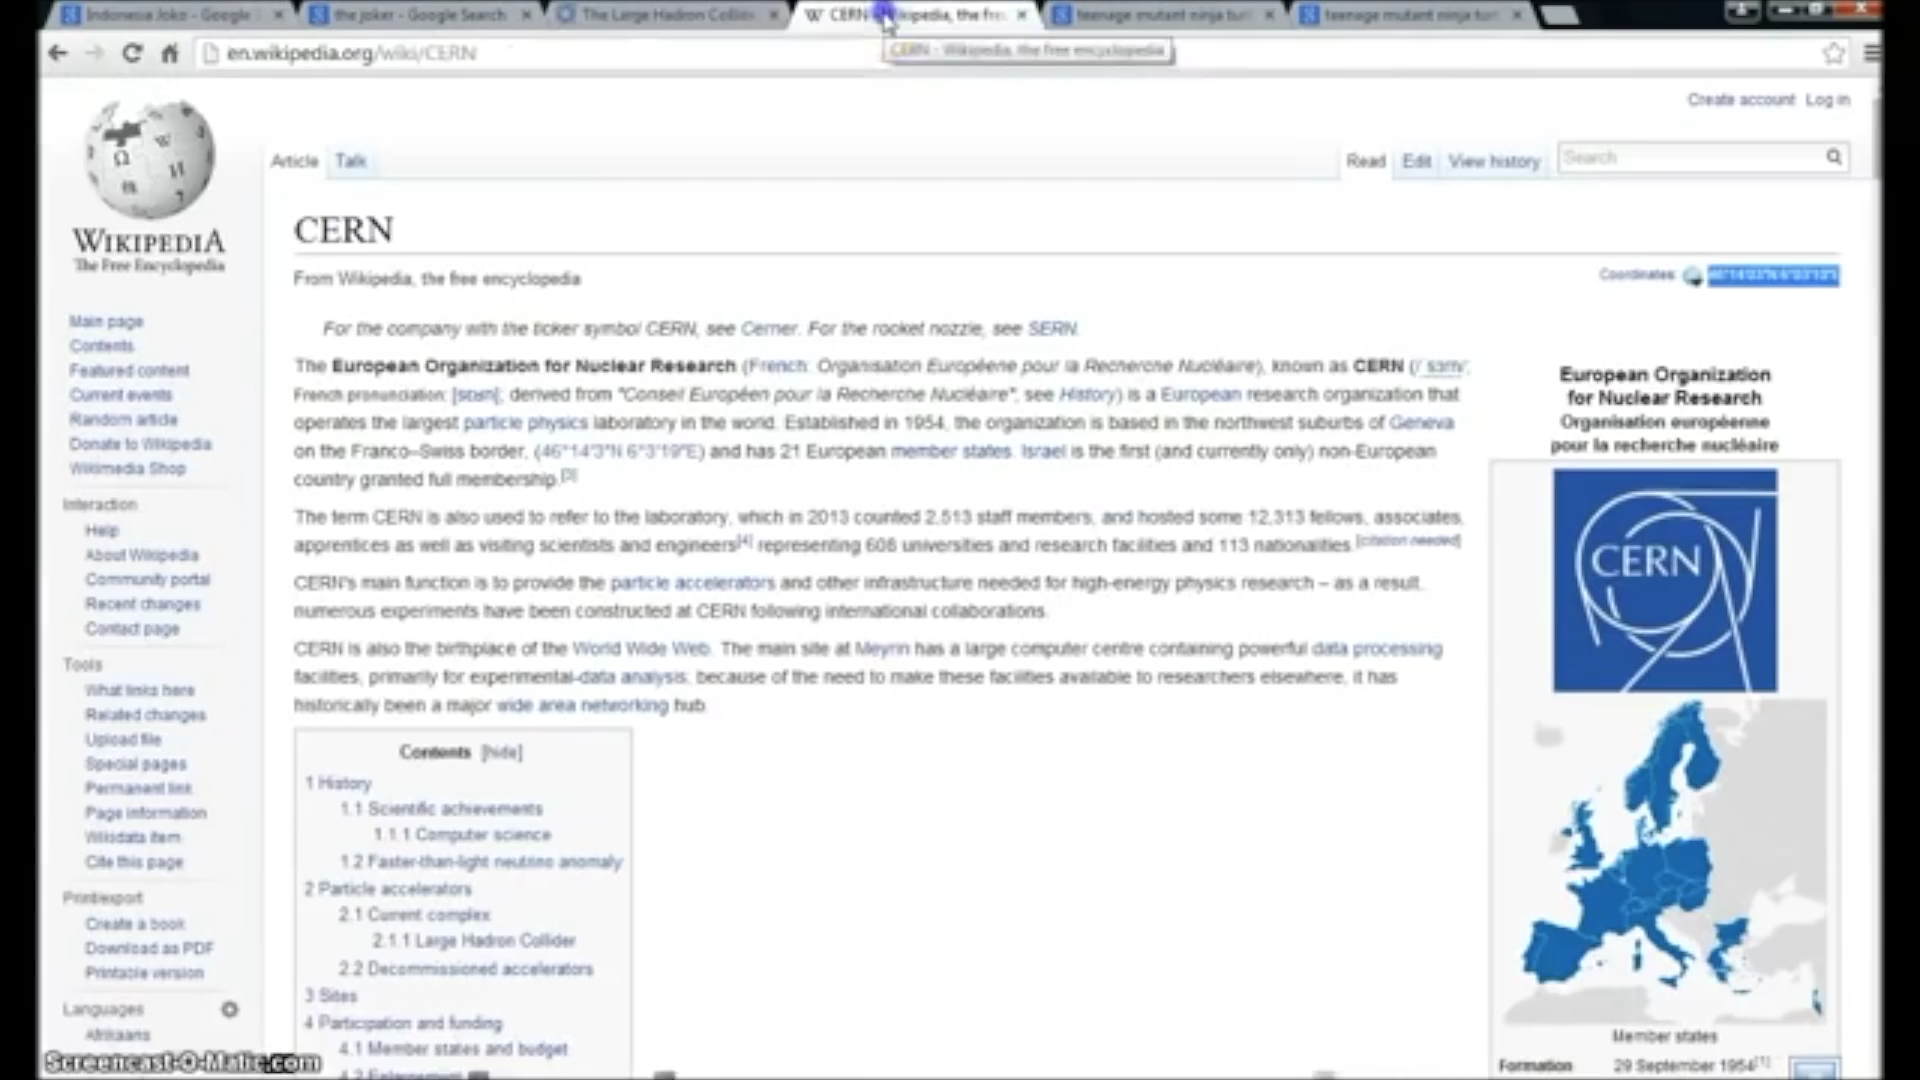 Indonesia Joko - Google
the joker - Google Search
The Large Hadron Collid
CERN - Wikipedia, the fre
teenage mutant ninja tur
teenage mutant ninja tur
en.wikipedia.org/wiki/CERN
CERN - Wikipedia, the free encyclopedia
Create account Log in
Article Talk
Read Edit View history Search
WIKIPEDIA
The Free Encyclopedia
CERN
From Wikipedia, the free encyclopedia
Coordinates:
For the company with the ticker symbol CERN, see Cerner. For the rocket nozzle, see SERN.
The European Organization for Nuclear Research (French: Organisation Européene pour la Recherche Nucléaire), known as CERN
French pronunciation: derived from "Conseil Européen pour la Recherche Nucléaire", see History) is a European research organization that
operates the largest particle physics laboratory in the world. Established in 1954, the organization is based in the northwest suburbs of Geneva
on the Franco–Swiss border, (46°14′3″N 6°3′19″E) and has 21 European member states. Israel is the first (and currently only) non-European
country granted full membership.[3]
The term CERN is also used to refer to the laboratory, which in 2013 counted 2,513 staff members, and hosted some 12,313 fellows, associates,
apprentices as well as visiting scientists and engineers[4] representing 608 universities and research facilities and 113 nationalities.[citation needed]
CERN's main function is to provide the particle accelerators and other infrastructure needed for high-energy physics research – as a result,
numerous experiments have been constructed at CERN following international collaborations.
CERN is also the birthplace of the World Wide Web. The main site at Meyrin has a large computer centre containing powerful data processing
facilities, primarily for experimental-data analysis; because of the need to make these facilities available to researchers elsewhere, it has
historically been a major wide area networking hub.
Main page
Contents
Featured content
Current events
Random article
Donate to Wikipedia
Wikimedia Shop
Interaction
Help
About Wikipedia
Community portal
Recent changes
Contact page
Tools
What links here
Related changes
Upload file
Special pages
Permanent link
Page information
Wikidata item
Cite this page
Print/export
Create a book
Download as PDF
Printable version
Languages
Afrikaans
Contents [hide]
1 History
1.1 Scientific achievements
1.1.1 Computer science
1.2 Faster-than-light neutrino anomaly
2 Particle accelerators
2.1 Current complex
2.1.1 Large Hadron Collider
2.2 Decommissioned accelerators
3 Sites
4 Participation and funding
4.1 Member states and budget
4.2 Enlargement
European Organization
for Nuclear Research
Organisation européenne
pour la recherche nucléaire
CERN
Member states
Formation 29 September 1954[1]
Screencast-O-Matic.com